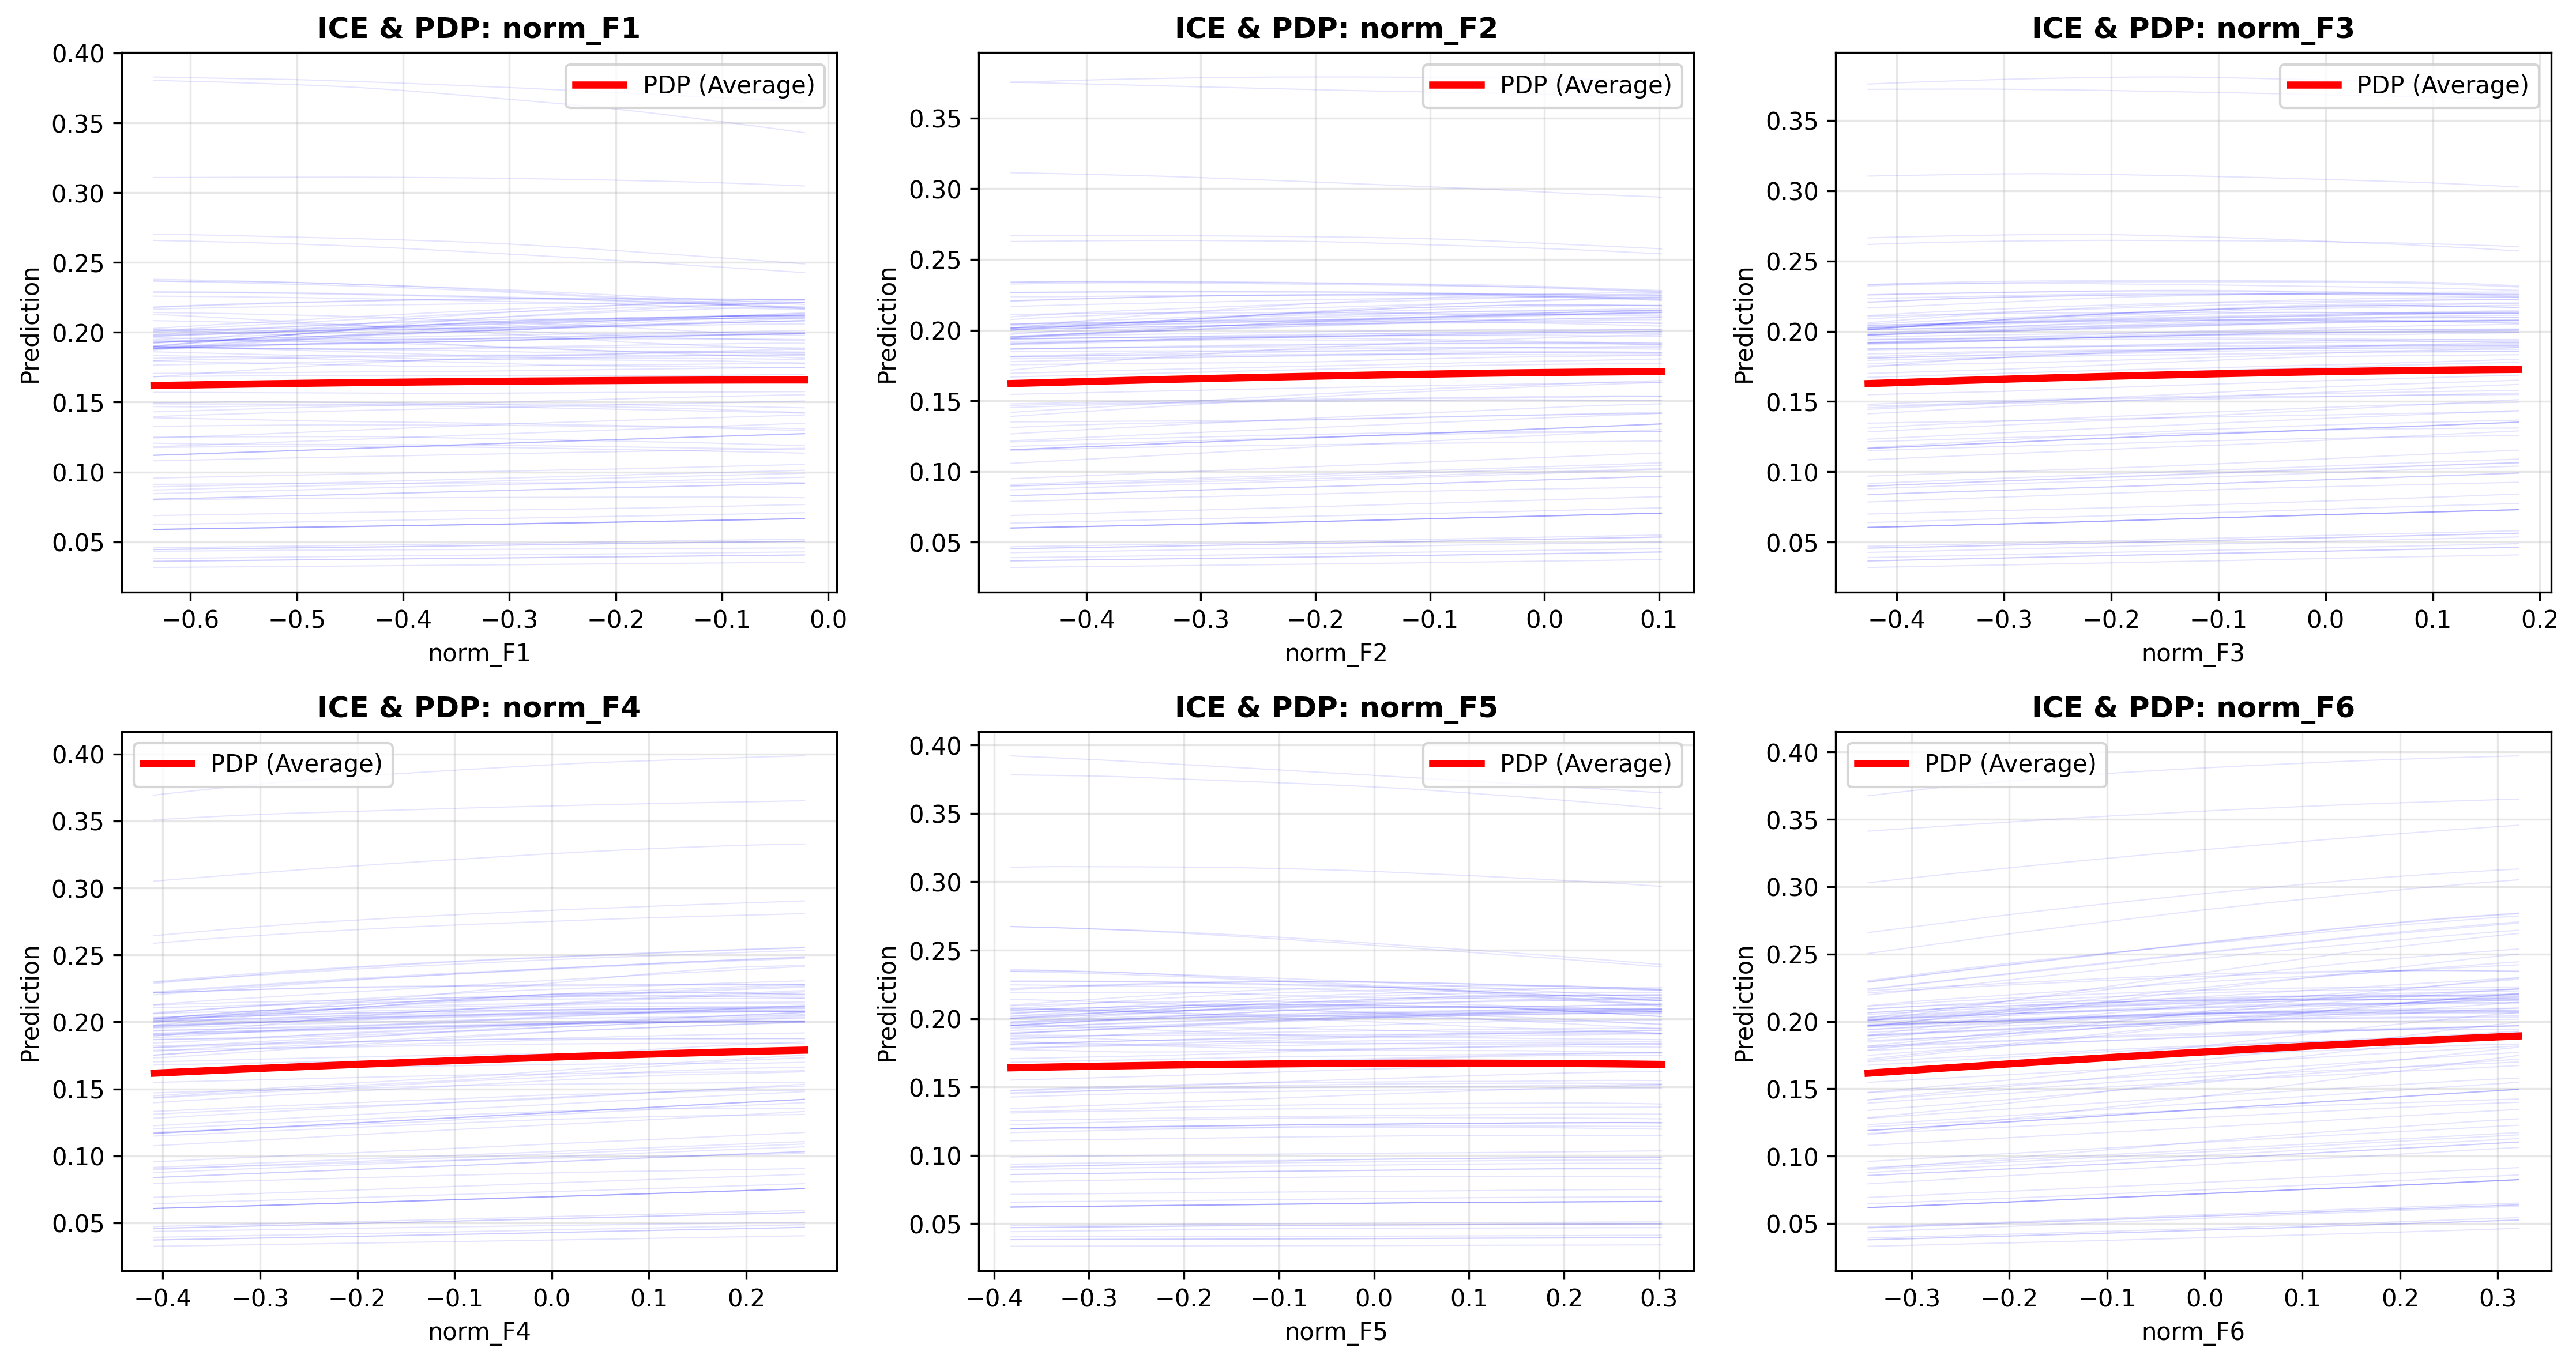 ICE & PDP: norm_F1
PDP (Average)
Prediction
0.40
0.35
0.30
0.25
0.20
0.15
0.10
0.05
−0.6 −0.5 −0.4 −0.3 −0.2 −0.1 0.0
norm_F1
ICE & PDP: norm_F2
PDP (Average)
Prediction
0.35
0.30
0.25
0.20
0.15
0.10
0.05
−0.4 −0.3 −0.2 −0.1 0.0 0.1
norm_F2
ICE & PDP: norm_F3
PDP (Average)
Prediction
0.35
0.30
0.25
0.20
0.15
0.10
0.05
−0.4 −0.3 −0.2 −0.1 0.0 0.1 0.2
norm_F3
ICE & PDP: norm_F4
PDP (Average)
Prediction
0.40
0.35
0.30
0.25
0.20
0.15
0.10
0.05
−0.4 −0.3 −0.2 −0.1 0.0 0.1 0.2
norm_F4
ICE & PDP: norm_F5
PDP (Average)
Prediction
0.40
0.35
0.30
0.25
0.20
0.15
0.10
0.05
−0.4 −0.3 −0.2 −0.1 0.0 0.1 0.2 0.3
norm_F5
ICE & PDP: norm_F6
PDP (Average)
Prediction
0.40
0.35
0.30
0.25
0.20
0.15
0.10
0.05
−0.3 −0.2 −0.1 0.0 0.1 0.2 0.3
norm_F6